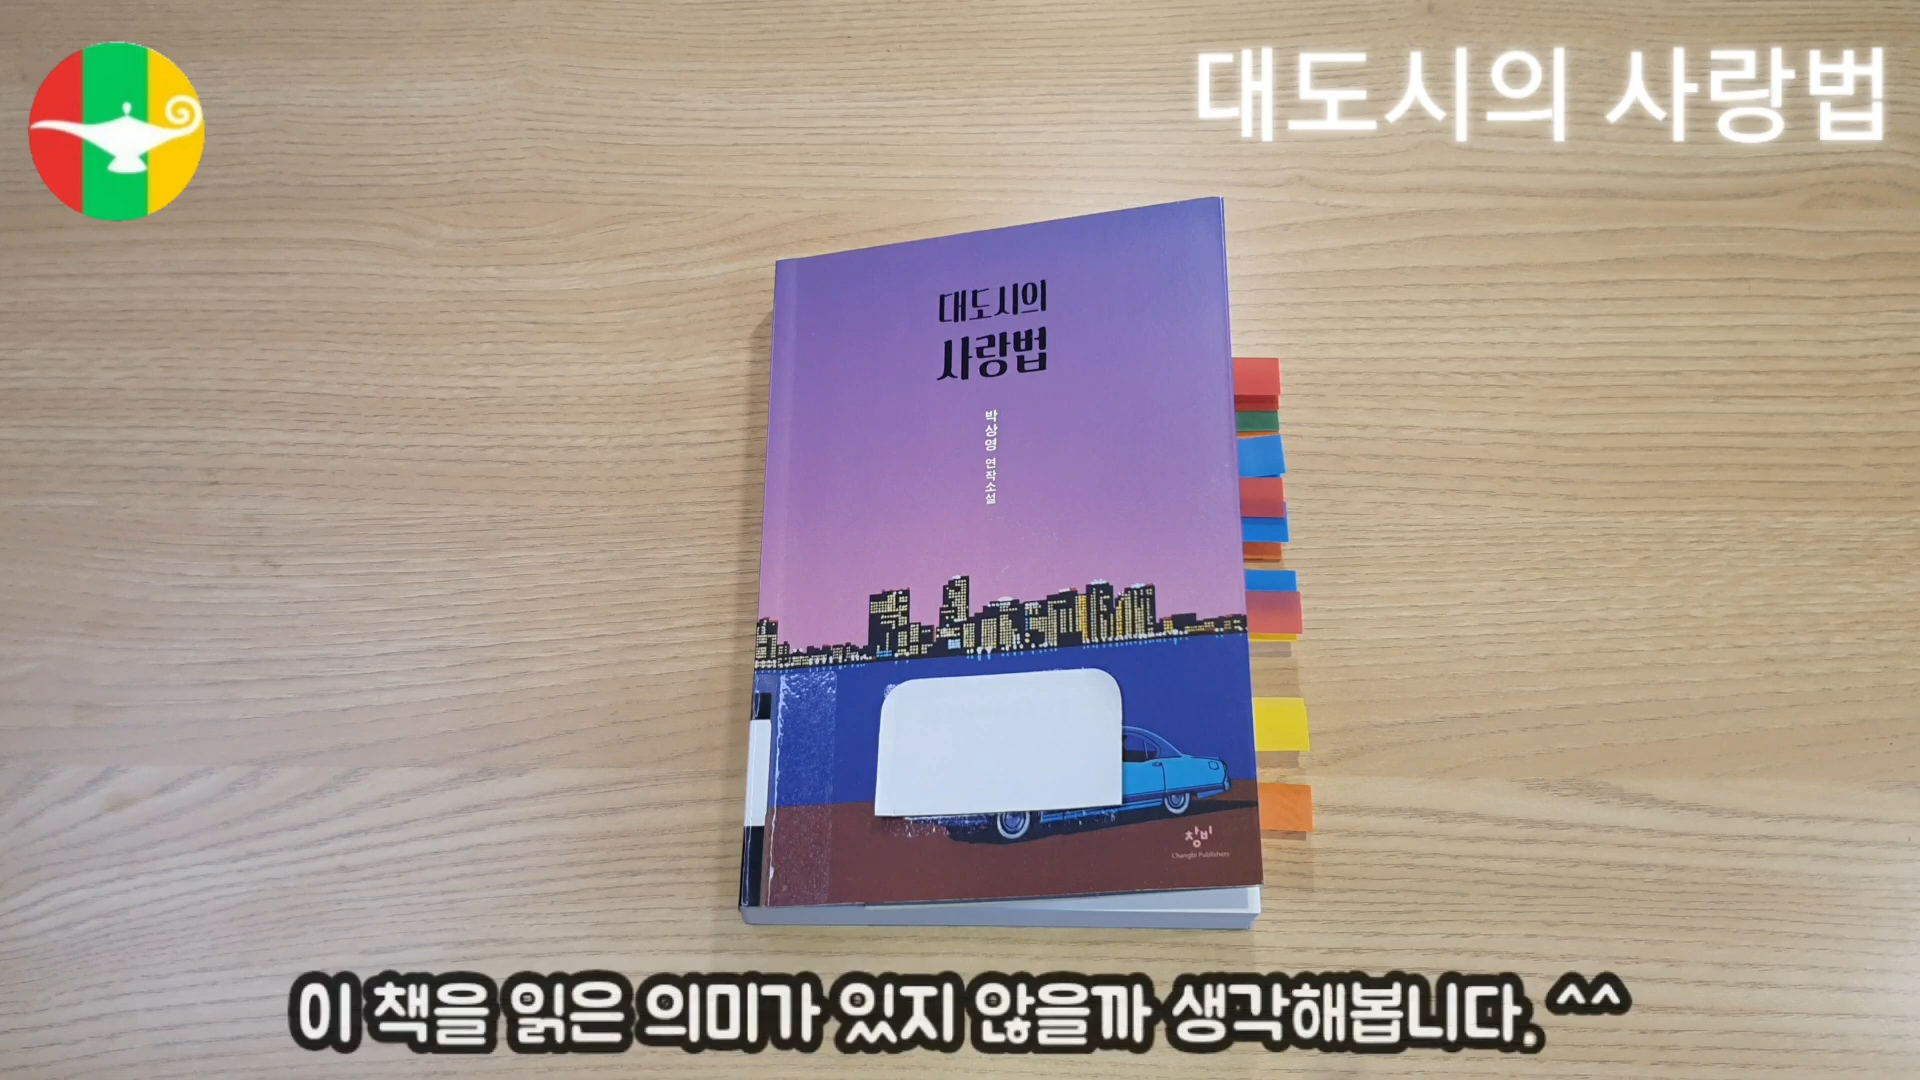 대도시의 사랑법
대도시의
사랑법
박상영 연작소설
창비
Changbi Publishers
이 책을 읽은 의미가 있지 않을까 생각해봅니다. ^^